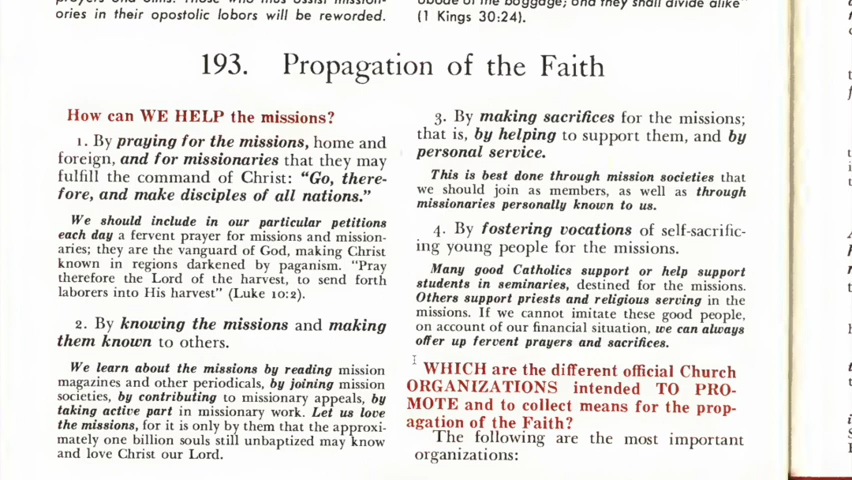 ories in their apostolic labors will be rewarded.
abode of the baggage; and they shall divide alike"
(1 Kings 30:24).
193. Propagation of the Faith
How can WE HELP the missions?
1. By praying for the missions, home and
foreign, and for missionaries that they may
fulfill the command of Christ: "Go, there-
fore, and make disciples of all nations."
We should include in our particular petitions
each day a fervent prayer for missions and mission-
aries; they are the vanguard of God, making Christ
known in regions darkened by paganism. "Pray
therefore the Lord of the harvest, to send forth
laborers into His harvest" (Luke 10:2).
2. By knowing the missions and making
them known to others.
We learn about the missions by reading mission
magazines and other periodicals, by joining mission
societies, by contributing to missionary appeals, by
taking active part in missionary work. Let us love
the missions, for it is only by them that the approxi-
mately one billion souls still unbaptized may know
and love Christ our Lord.
3. By making sacrifices for the missions;
that is, by helping to support them, and by
personal service.
This is best done through mission societies that
we should join as members, as well as through
missionaries personally known to us.
4. By fostering vocations of self-sacrific-
ing young people for the missions.
Many good Catholics support or help support
students in seminaries, destined for the missions.
Others support priests and religious serving in the
missions. If we cannot imitate these good people,
on account of our financial situation, we can always
offer up fervent prayers and sacrifices.
WHICH are the different official Church
ORGANIZATIONS intended TO PRO-
MOTE and to collect means for the prop-
agation of the Faith?
The following are the most important
organizations: